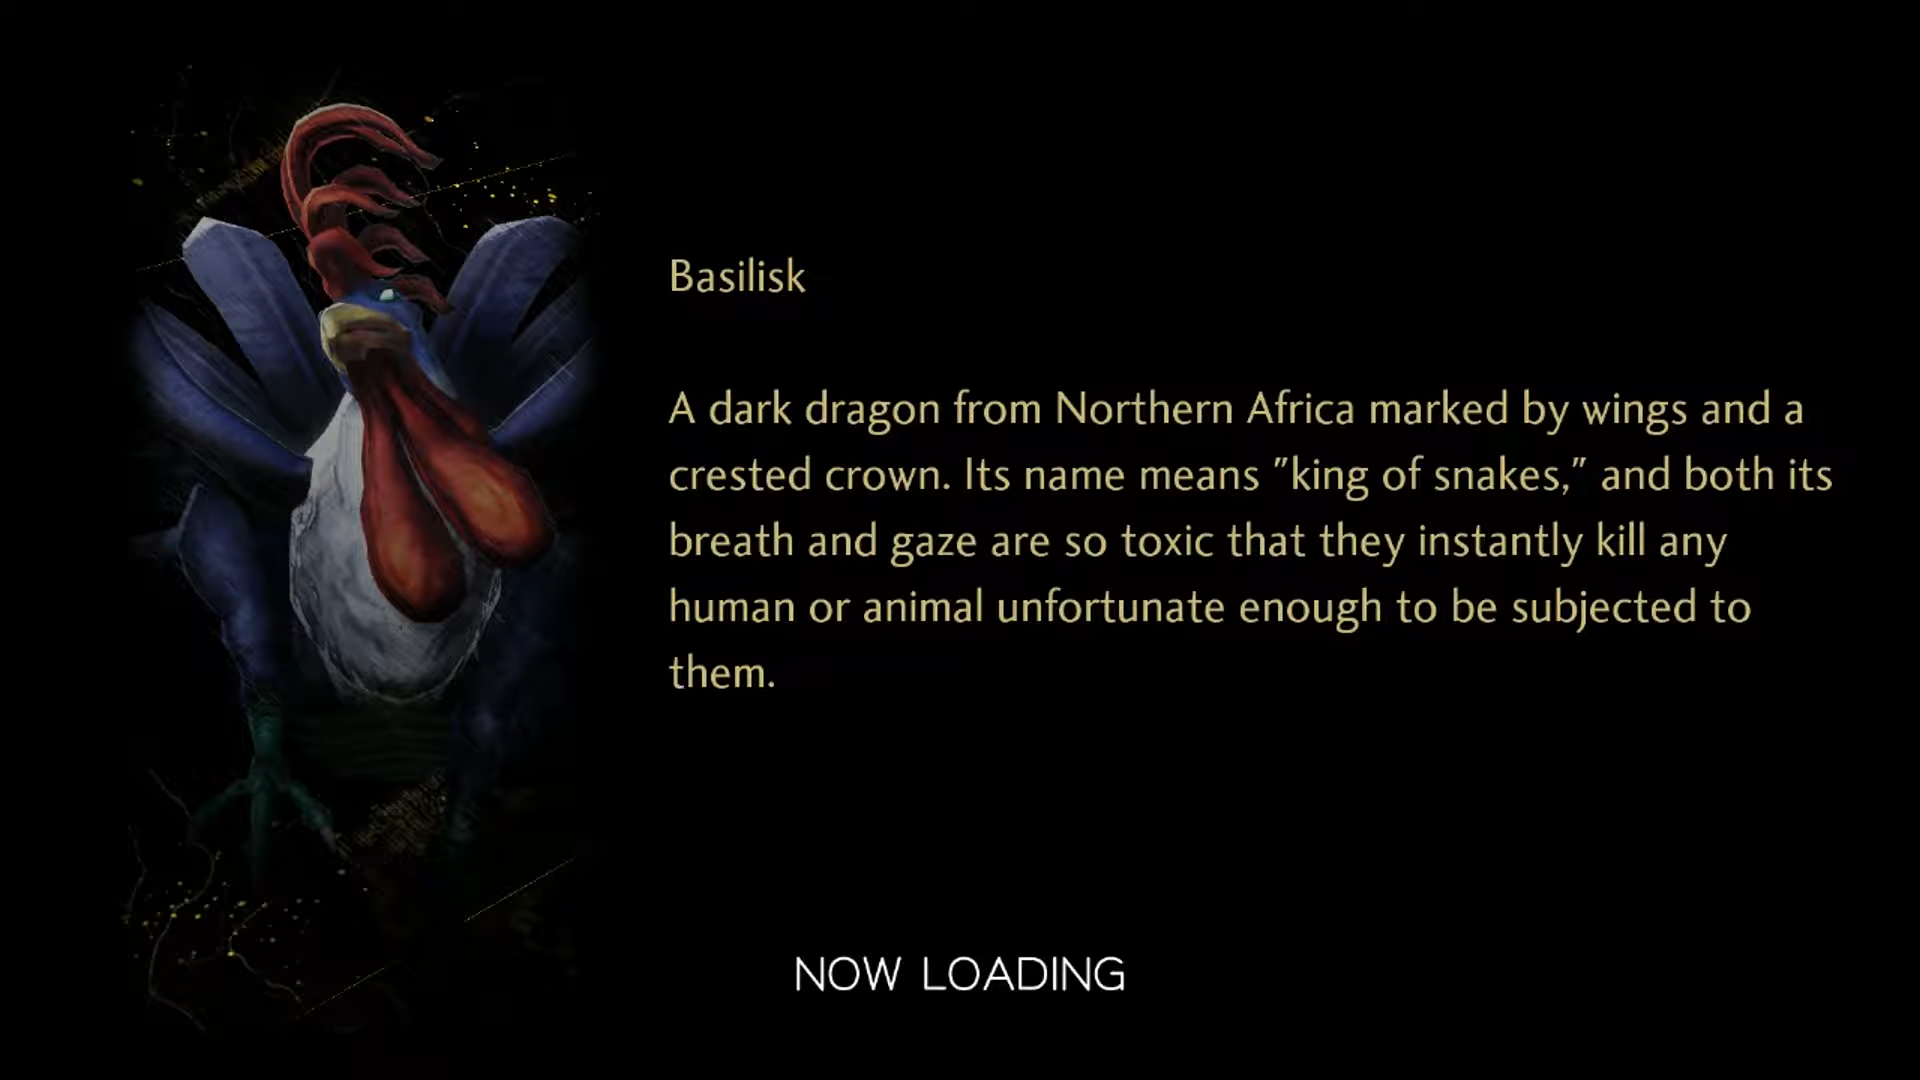 Basilisk
A dark dragon from Northern Africa marked by wings and a
crested crown. Its name means "king of snakes," and both its
breath and gaze are so toxic that they instantly kill any
human or animal unfortunate enough to be subjected to
them.
NOW LOADING